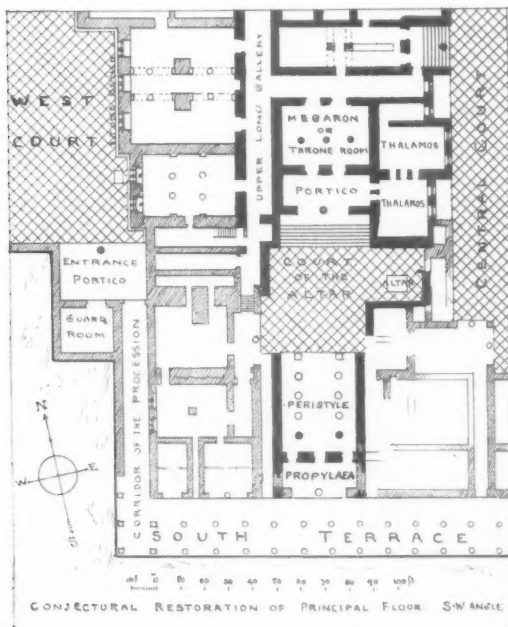 WEST
COURT
UPPER LONG GALLERY
MEGARON
OR
THRONE ROOM
THALAMOS
PORTICO
THALAMOS
CENTRAL COURT
ENTRANCE
PORTICO
GUARD
ROOM
COURT
OF THE
ALTAR
ALTAR
CORRIDOR OF THE PROCESSION
PERISTYLE
PROPYLAEA
N
W E
SOUTH TERRACE
0 10 20 30 40 50 60 70 80 90 100ft
CONJECTURAL RESTORATION OF PRINCIPAL FLOOR S-W ANGLE